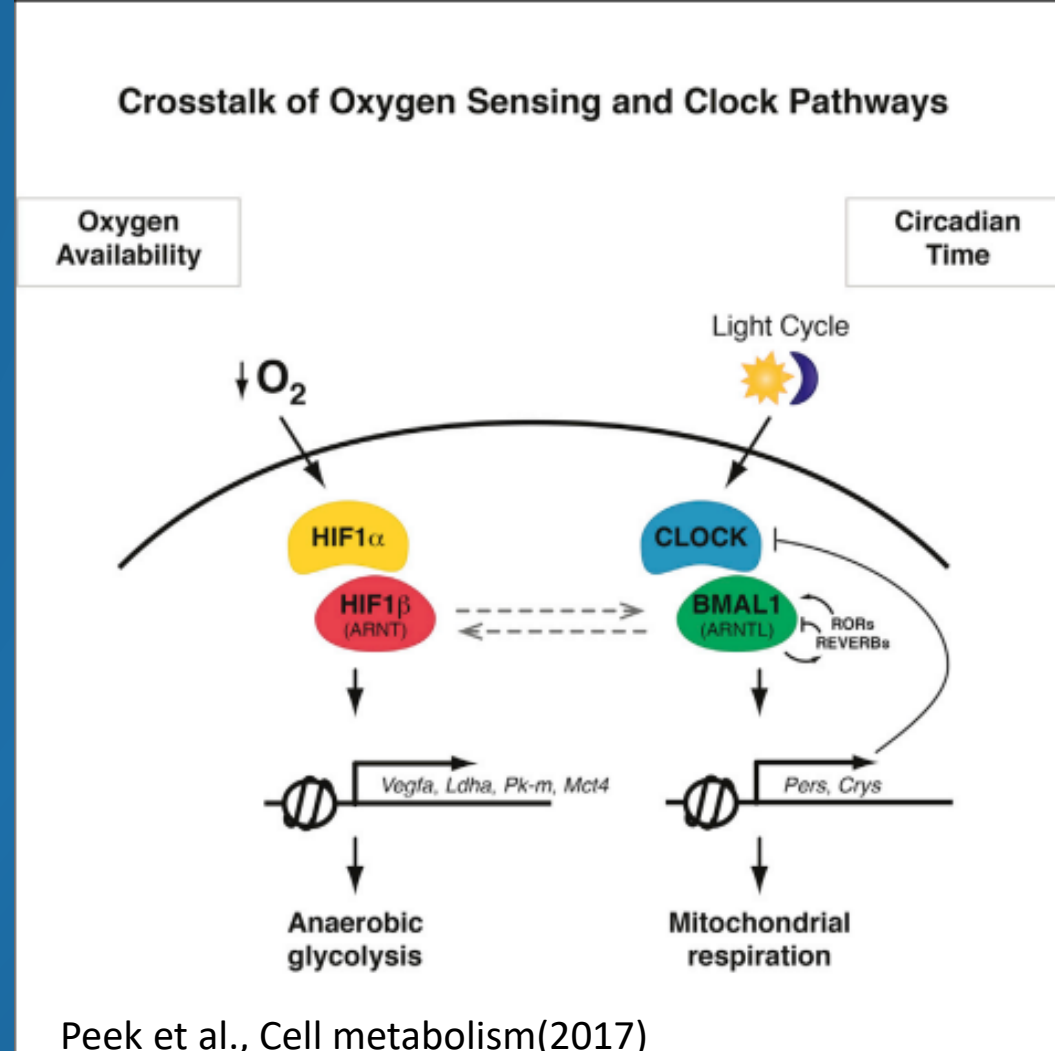 Crosstalk of Oxygen Sensing and Clock Pathways
Oxygen
Availability
Circadian
Time
Light Cycle
↓O₂
HIF1α
CLOCK
HIF1β
(ARNT)
BMAL1
(ARNTL)
RORs
REVERBs
Vegfa, Ldha, Pk-m, Mct4
Pers, Crys
Anaerobic
glycolysis
Mitochondrial
respiration
Peek et al., Cell metabolism(2017)